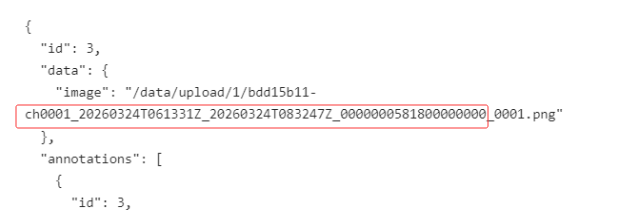 {
"id": 3,
"data": {
"image": "/data/upload/1/bdd15b11-
ch0001_20260324T061331Z_20260324T083247Z_0000000581800000000_0001.png"
},
"annotations": [
{
"id": 3,